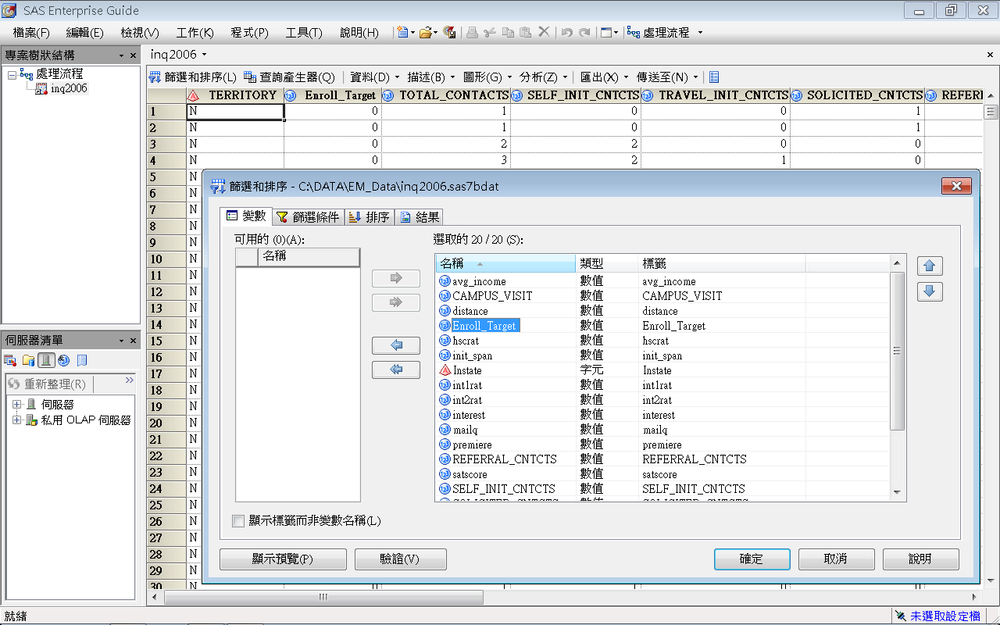 SAS Enterprise Guide
檔案(F) 編輯(E) 檢視(V) 工作(K) 程式(P) 工具(T) 說明(H) 處理流程
專案樹狀結構
處理流程
inq2006
inq2006
篩選和排序(L) 查詢產生器(Q) 資料(D) 描述(B) 圖形(G) 分析(Z) 匯出(X) 傳送至(N)
TERRITORY Enroll_Target TOTAL_CONTACTS SELF_INIT_CNTCTS TRAVEL_INIT_CNTCTS SOLICITED_CNTCTS REFERI
1 N 0 1 0 0 1
2 N 0 1 0 0 1
3 N 0 2 2 0 0
4 N 0 3 2 1 0
5 N
6 N
7 N
8 N
9 N
10 N
11 N
12 N
13 N
14 N
15 N
16 N
17 N
18 N
19 N
20 N
21 N
22 N
23 N
24 N
25 N
26 N
27 N
28 N
29 N
30 N
伺服器清單
重新整理(R)
伺服器
私用 OLAP 伺服器
篩選和排序 - C:\DATA\EM_Data\inq2006.sas7bdat
變數 篩選條件 排序 結果
可用的 (0)(A):
名稱
選取的 20 / 20 (S):
名稱 類型 標籤
avg_income 數值 avg_income
CAMPUS_VISIT 數值 CAMPUS_VISIT
distance 數值 distance
Enroll_Target 數值 Enroll_Target
hscrat 數值 hscrat
init_span 數值 init_span
Instate 字元 Instate
int1rat 數值 int1rat
int2rat 數值 int2rat
interest 數值 interest
mailq 數值 mailq
premiere 數值 premiere
REFERRAL_CNTCTS 數值 REFERRAL_CNTCTS
satscore 數值 satscore
SELF_INIT_CNTCTS 數值 SELF_INIT_CNTCTS
SOLICITED_CNTCTS 數值 SOLICITED_CNTCTS
顯示標籤而非變數名稱(L)
顯示預覽(P) 驗證(V) 確定 取消 說明
就緒
未選取設定檔